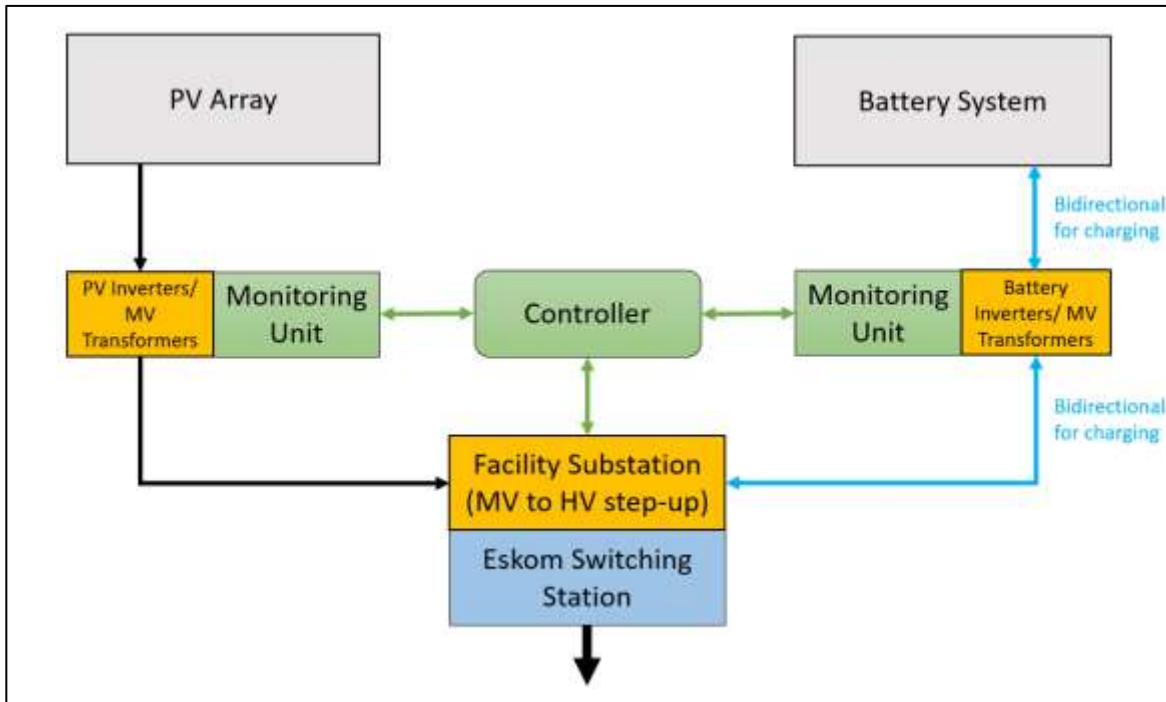 PV Array
Battery System
Bidirectional
for charging
PV Inverters/
MV
Transformers
Monitoring
Unit
Controller
Monitoring
Unit
Battery
Inverters/ MV
Transformers
Bidirectional
for charging
Facility Substation
(MV to HV step-up)
Eskom Switching
Station